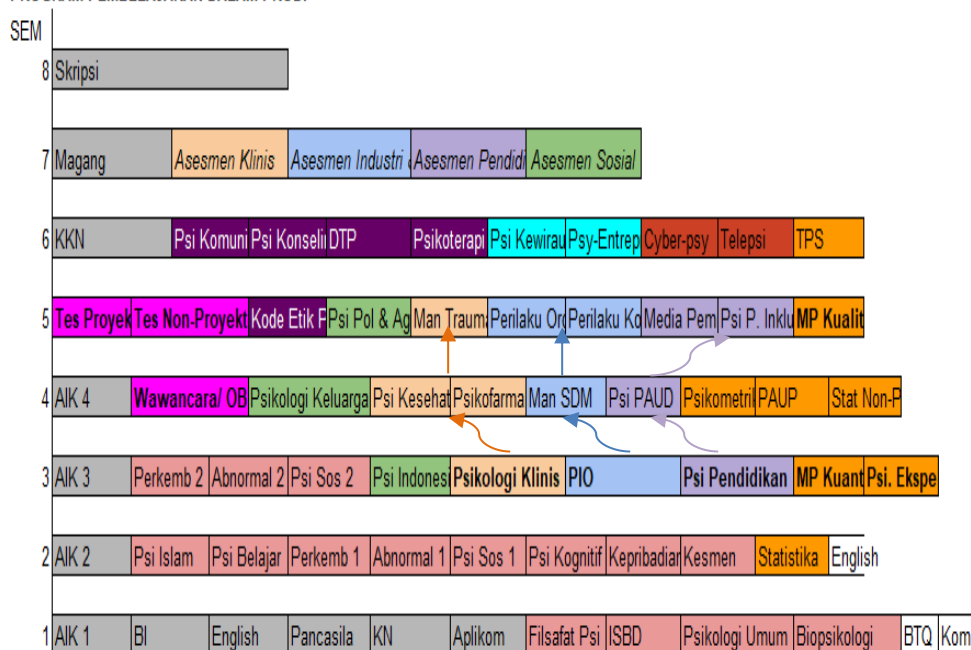 SEM
8 Skripsi
7 Magang Asesmen Klinis Asesmen Industri Asesmen Pendidi Asesmen Sosial
6 KKN Psi Komuni Psi Konseli DTP Psikoterapi Psi Kewirau Psy-Entrep Cyber-psy Telepsi TPS
5 Tes Proyek Tes Non-Proyekt Kode Etik P Psi Pol & Ag Man Trauma Perilaku Org Perilaku Ko Media Pem Psi P. Inklu MP Kualit
4 AIK 4 Wawancara/ OB Psikologi Keluarga Psi Kesehat Psikofarma Man SDM Psi PAUD Psikometri PAUP Stat Non-P
3 AIK 3 Perkemb 2 Abnormal 2 Psi Sos 2 Psi Indonesi Psikologi Klinis PIO Psi Pendidikan MP Kuant Psi. Ekspe
2 AIK 2 Psi Islam Psi Belajar Perkemb 1 Abnormal 1 Psi Sos 1 Psi Kognitif Kepribadian Kesmen Statistika English
1 AIK 1 BI English Pancasila KN Aplikom Filsafat Psi ISBD Psikologi Umum Biopsikologi BTQ Kom